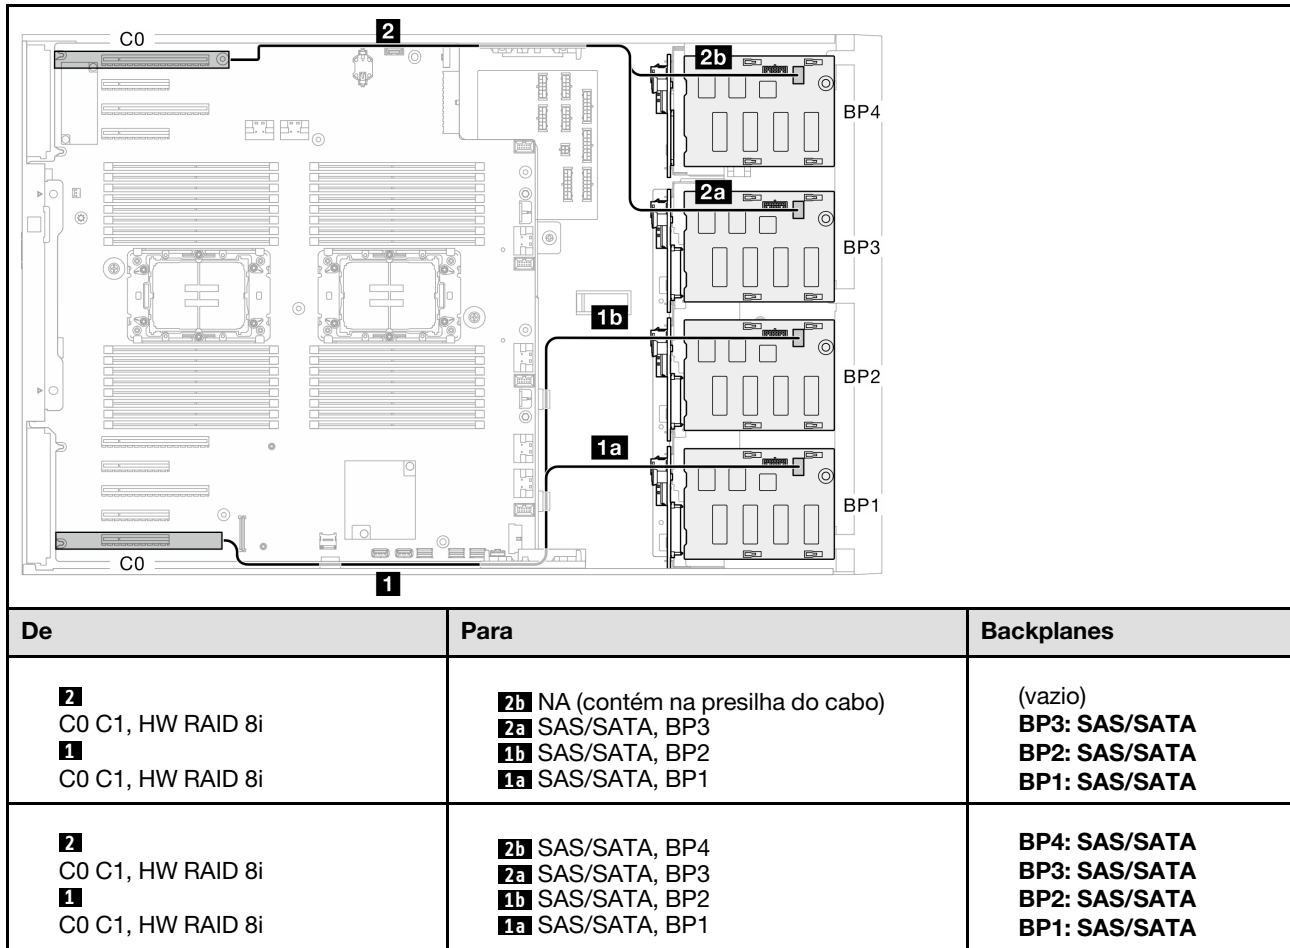 C0
2
2b
BP4
2a
BP3
1b
BP2
1a
BP1
C0
1
De Para Backplanes
2
C0 C1, HW RAID 8i
1
C0 C1, HW RAID 8i
2b NA (contém na presilha do cabo)
2a SAS/SATA, BP3
1b SAS/SATA, BP2
1a SAS/SATA, BP1
(vazio)
BP3: SAS/SATA
BP2: SAS/SATA
BP1: SAS/SATA
2
C0 C1, HW RAID 8i
1
C0 C1, HW RAID 8i
2b SAS/SATA, BP4
2a SAS/SATA, BP3
1b SAS/SATA, BP2
1a SAS/SATA, BP1
BP4: SAS/SATA
BP3: SAS/SATA
BP2: SAS/SATA
BP1: SAS/SATA